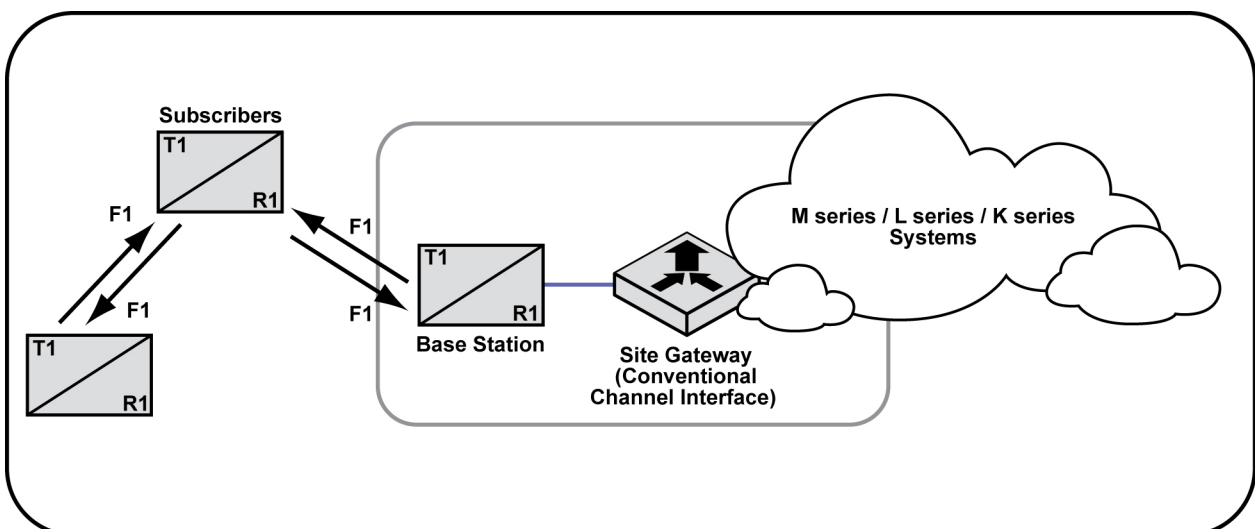 Subscribers
T1
R1
F1
F1
F1
F1
T1
R1
T1
R1
Base Station
Site Gateway
(Conventional
Channel Interface)
M series / L series / K series
Systems